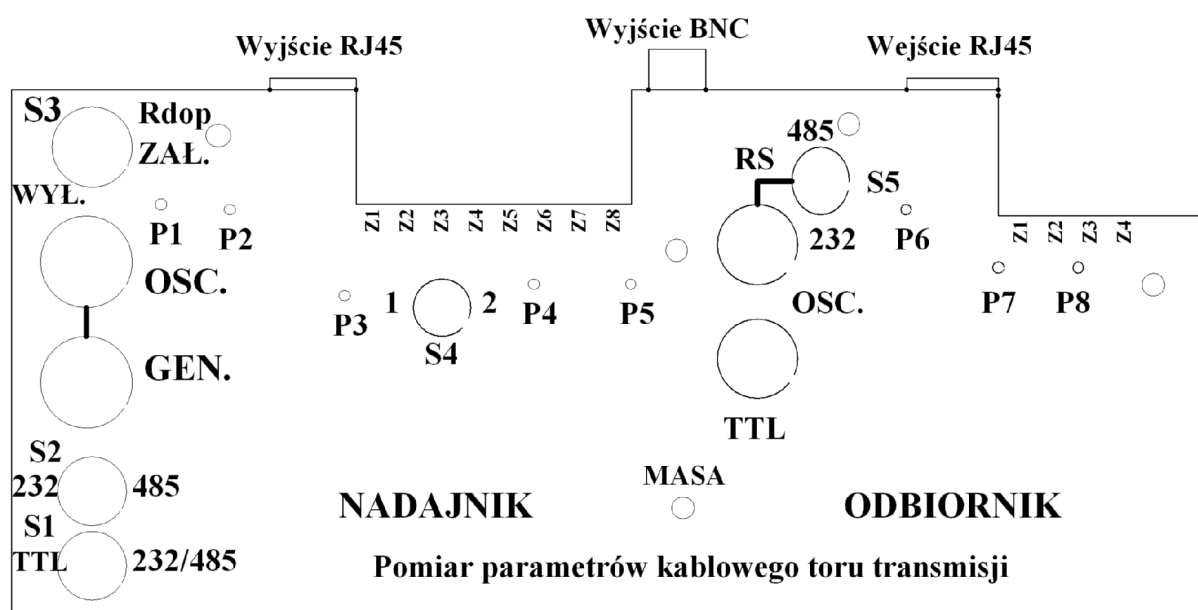 Wyjście RJ45
Wyjście BNC
Wejście RJ45
S3
Rdop
ZAŁ.
WYŁ.
P1
P2
OSC.
GEN.
S2
232
485
S1
TTL
232/485
Z1
Z2
Z3
Z4
Z5
Z6
Z7
Z8
P3
1
2
S4
P4
P5
485
RS
S5
232
P6
OSC.
TTL
Z1
Z2
Z3
Z4
P7
P8
NADAJNIK
MASA
ODBIORNIK
Pomiar parametrów kablowego toru transmisji